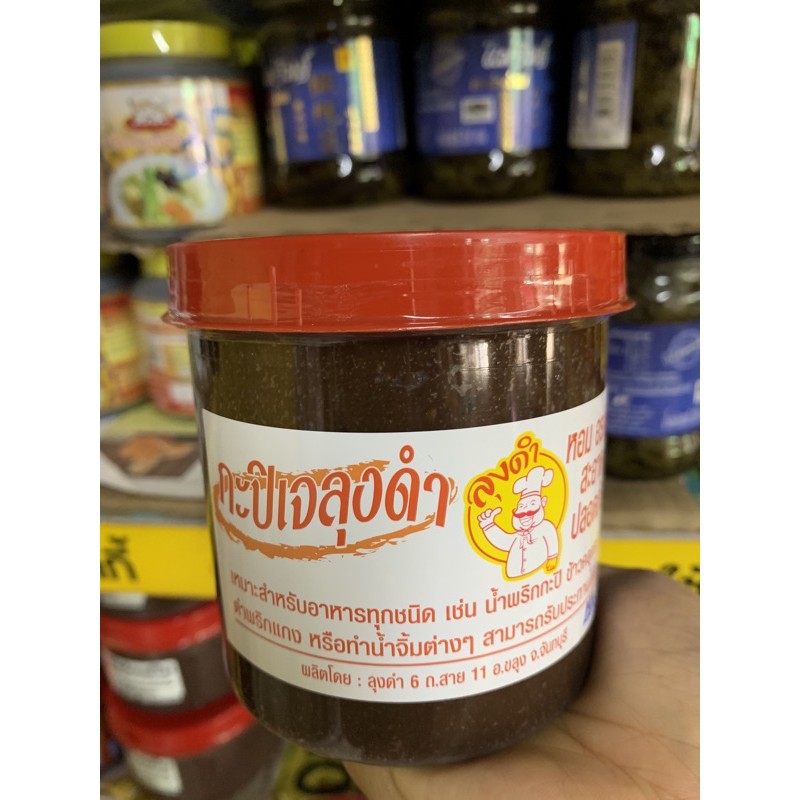 กะปิเจลุงดำ
ลุงดำ
หอม
เหมาะสำหรับอาหารทุกชนิด เช่น น้ำพริกกะปิ
ตำพริกแกง หรือทำน้ำจิ้มต่างๆ สามารถรับประทาน
ผลิตโดย : ลุงดำ 6 ถ.สาย 11 อ.ขลุง จ.จันทบุรี